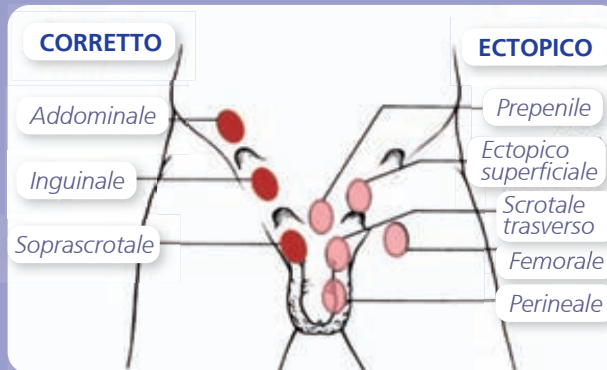 CORRETTO
Addominale
Inguinale
Soprascrotale
ECTOPICO
Prepenile
Ectopico
superficiale
Scrotale
trasverso
Femorale
Perineale